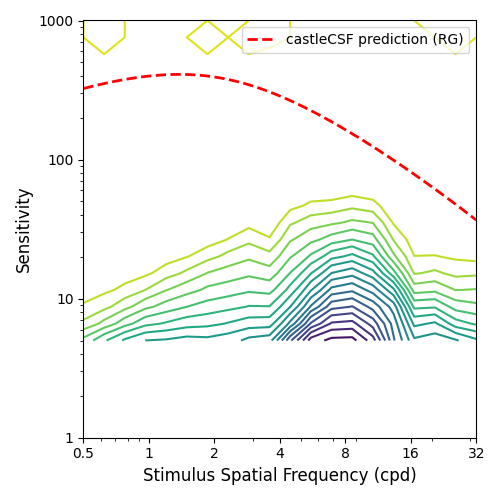 1000
castleCSF prediction (RG)
100
10
1
Sensitivity
0.5 1 2 4 8 16 32
Stimulus Spatial Frequency (cpd)